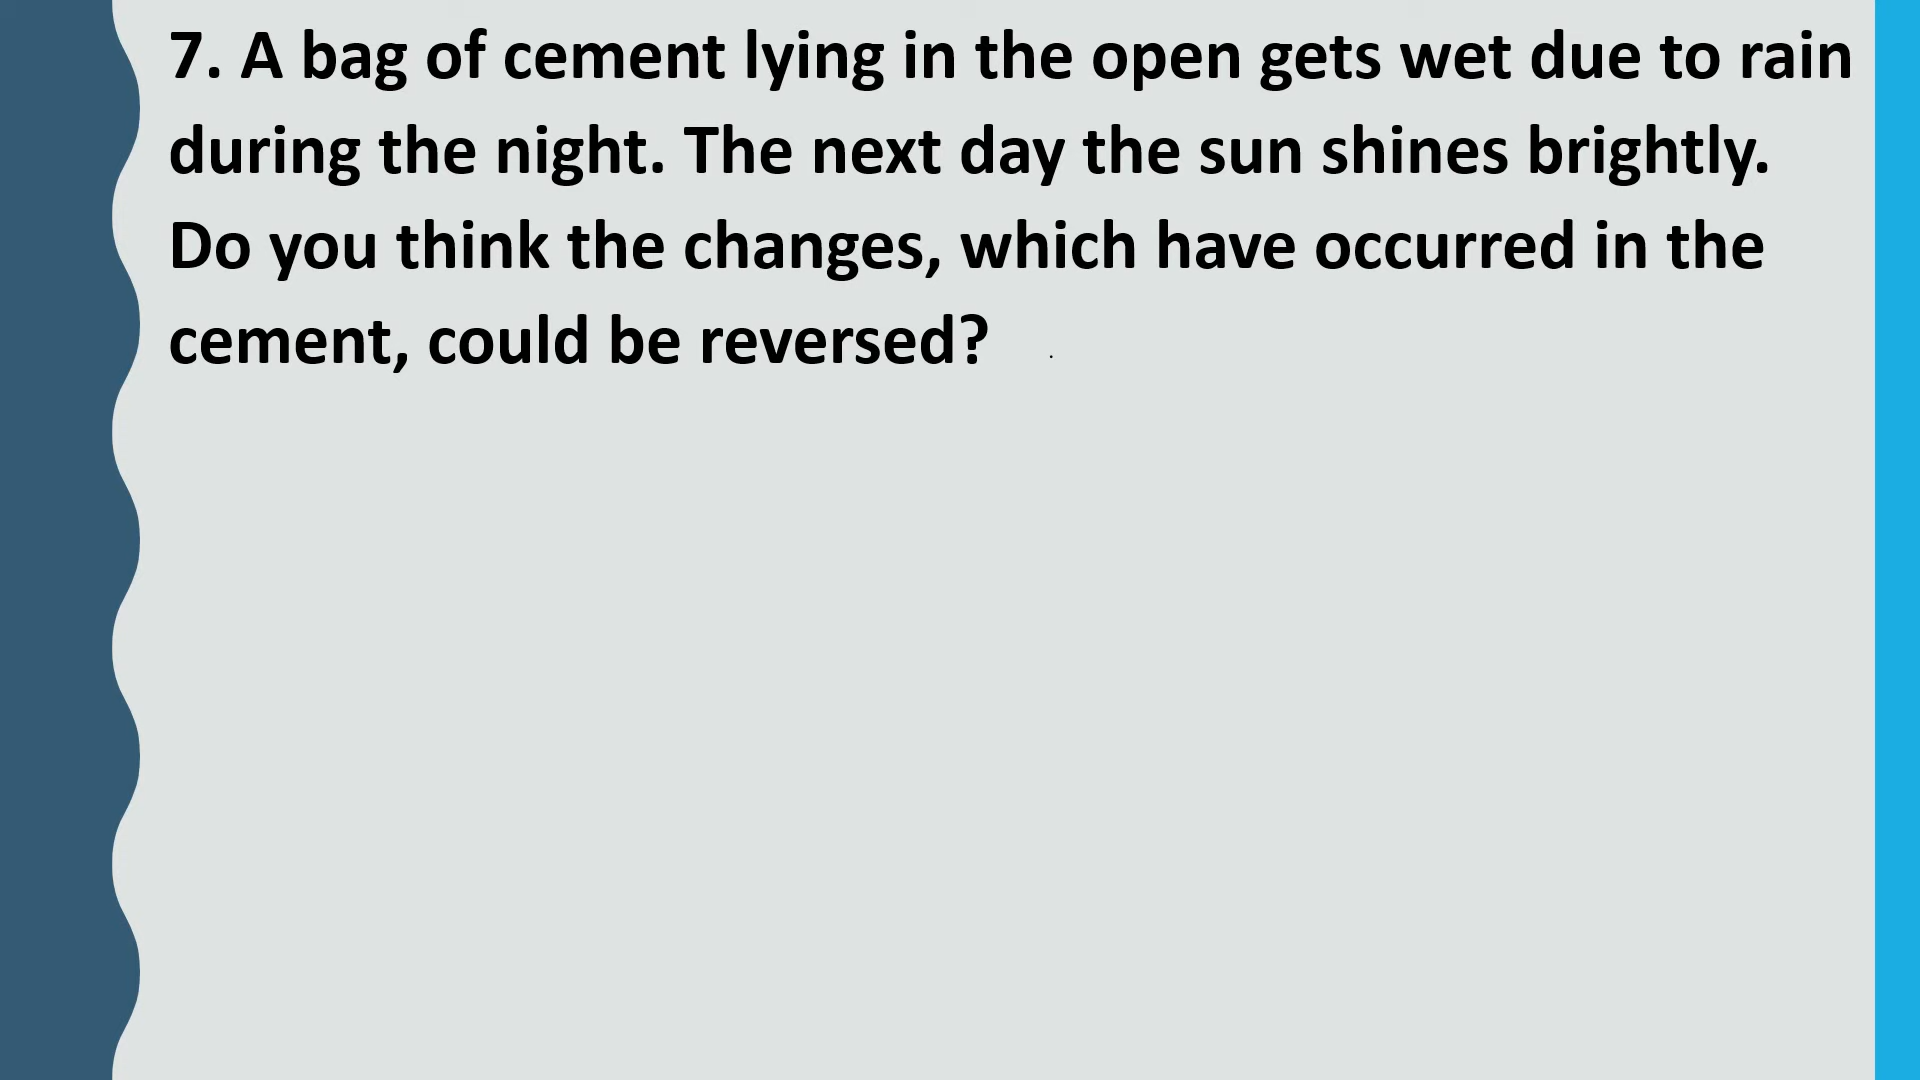 7. A bag of cement lying in the open gets wet due to rain
during the night. The next day the sun shines brightly.
Do you think the changes, which have occurred in the
cement, could be reversed?